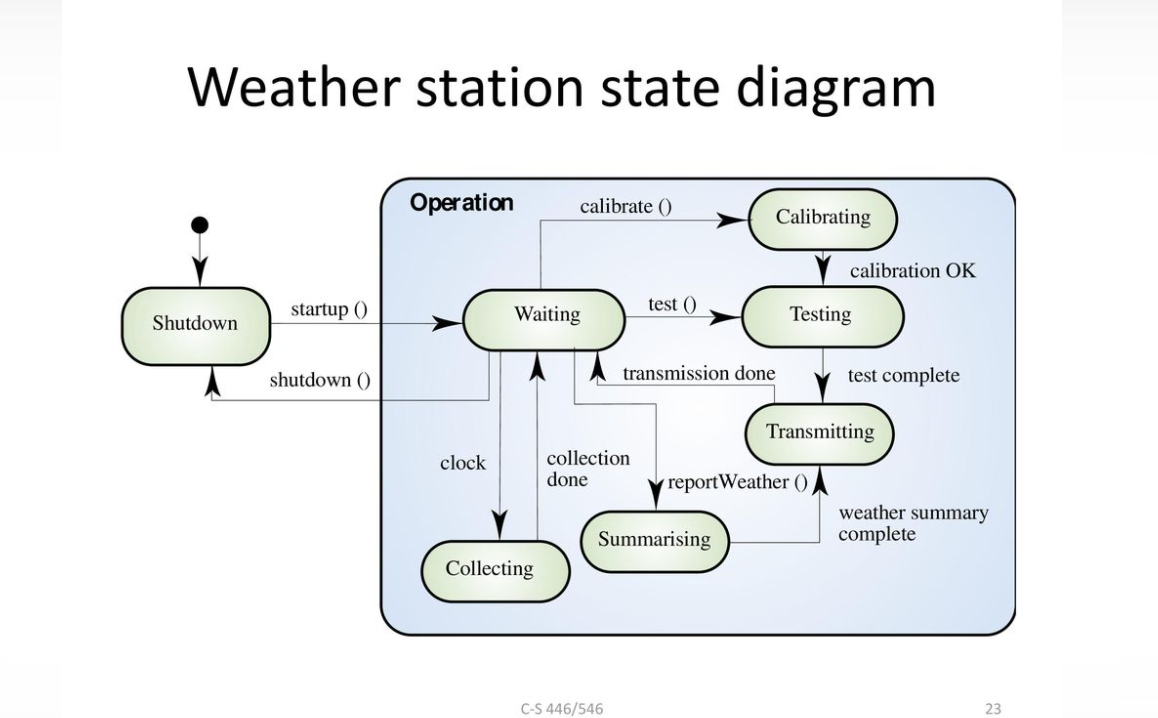 Weather station state diagram
Operation
calibrate ()
Calibrating
calibration OK
Shutdown
startup ()
Waiting
test ()
Testing
shutdown ()
transmission done
test complete
Transmitting
clock
collection
done
reportWeather ()
weather summary
complete
Summarising
Collecting
C-S 446/546
23